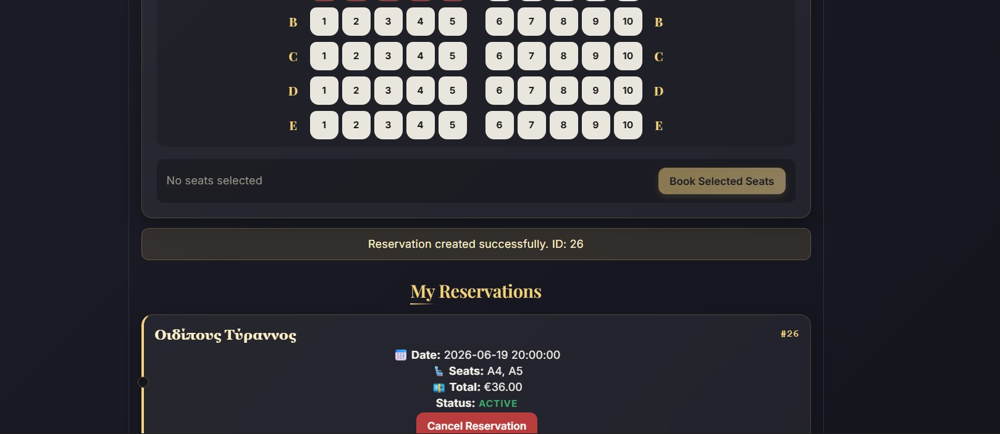 B 1 2 3 4 5 6 7 8 9 10 B
C 1 2 3 4 5 6 7 8 9 10 C
D 1 2 3 4 5 6 7 8 9 10 D
E 1 2 3 4 5 6 7 8 9 10 E
No seats selected Book Selected Seats
Reservation created successfully. ID: 26
My Reservations
Οιδίπους Τύραννος #26
Date: 2026-06-19 20:00:00
Seats: A4, A5
Total: €36.00
Status: ACTIVE
Cancel Reservation